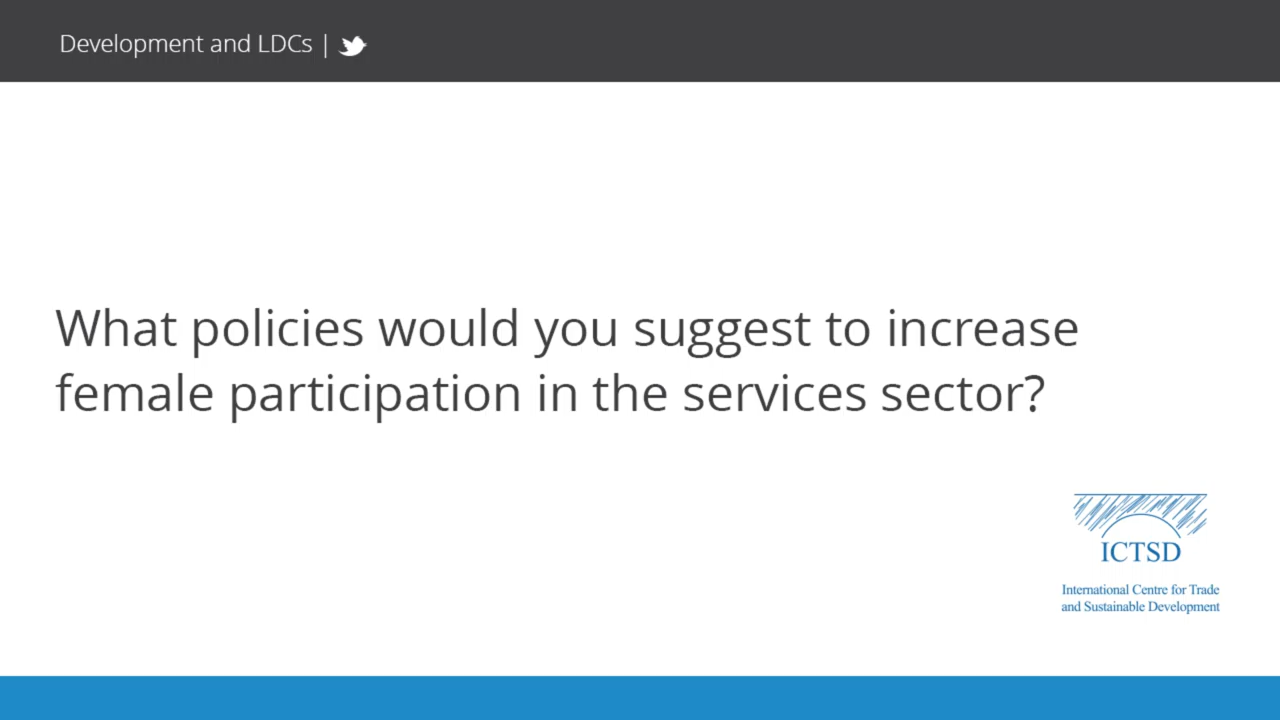 Development and LDCs |
What policies would you suggest to increase
female participation in the services sector?
ICTSD
International Centre for Trade
and Sustainable Development